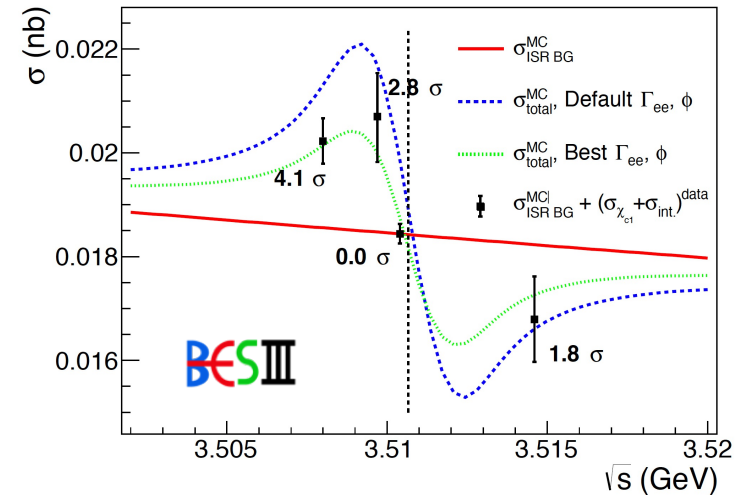 σ (nb)
0.022
0.02
0.018
0.016
2.8 σ
4.1 σ
0.0 σ
1.8 σ
σ^MC_ISR BG
σ^MC_total, Default Γ_ee, ϕ
σ^MC_total, Best Γ_ee, ϕ
σ^MC|_ISR BG + (σ_χc1+σ_int.)^data
BESIII
3.505
3.51
3.515
3.52
√s (GeV)